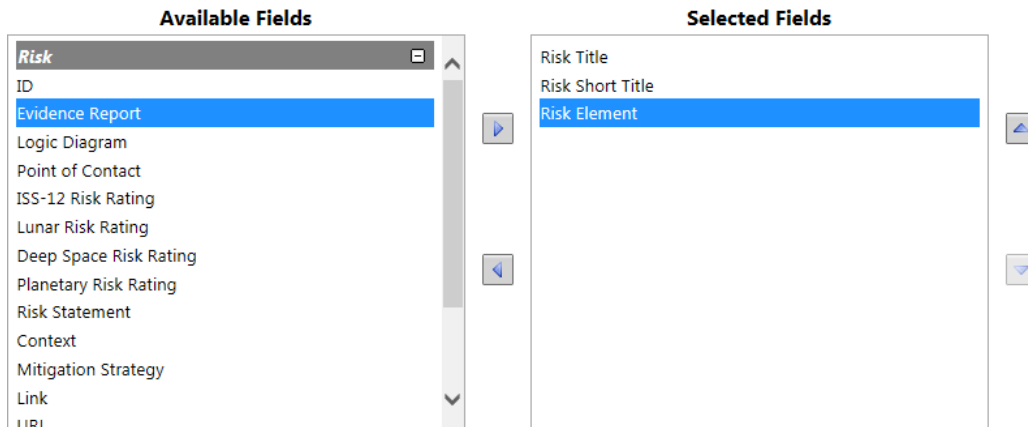 Available Fields
Risk
ID
Evidence Report
Logic Diagram
Point of Contact
ISS-12 Risk Rating
Lunar Risk Rating
Deep Space Risk Rating
Planetary Risk Rating
Risk Statement
Context
Mitigation Strategy
Link
URL
Selected Fields
Risk Title
Risk Short Title
Risk Element